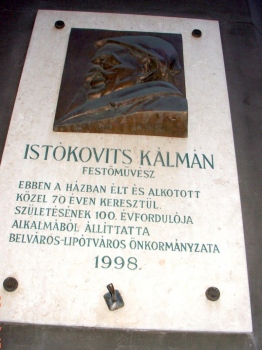 ISTÓKOVITS KÁLMÁN
FESTŐMŰVÉSZ
EBBEN A HÁZBAN ÉLT ÉS ALKOTOTT
KÖZEL 70 ÉVEN KERESZTÜL.
SZÜLETÉSÉNEK 100. ÉVFORDULÓJA
ALKALMÁBÓL ÁLLÍTTATTA
BELVÁROS-LIPÓTVÁROS ÖNKORMÁNYZATA
1998.